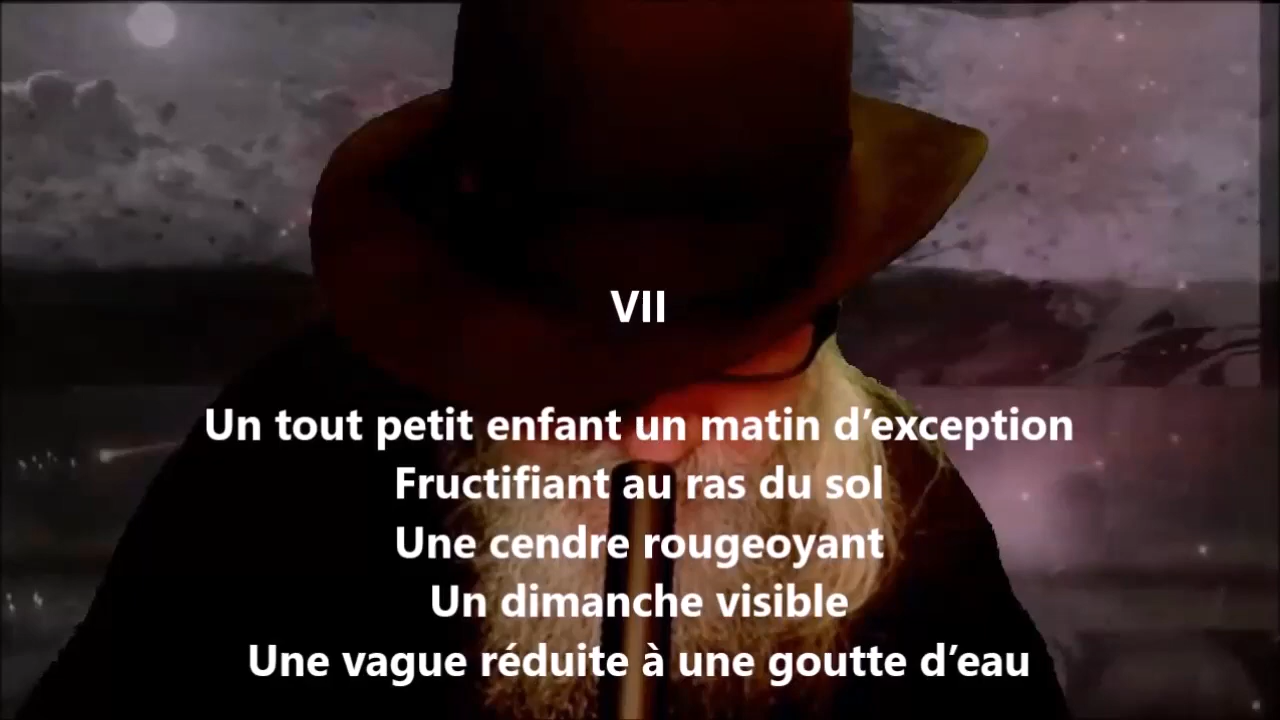 VII
Un tout petit enfant un matin d’exception
Fructifiant au ras du sol
Une cendre rougeoyant
Un dimanche visible
Une vague réduite à une goutte d’eau